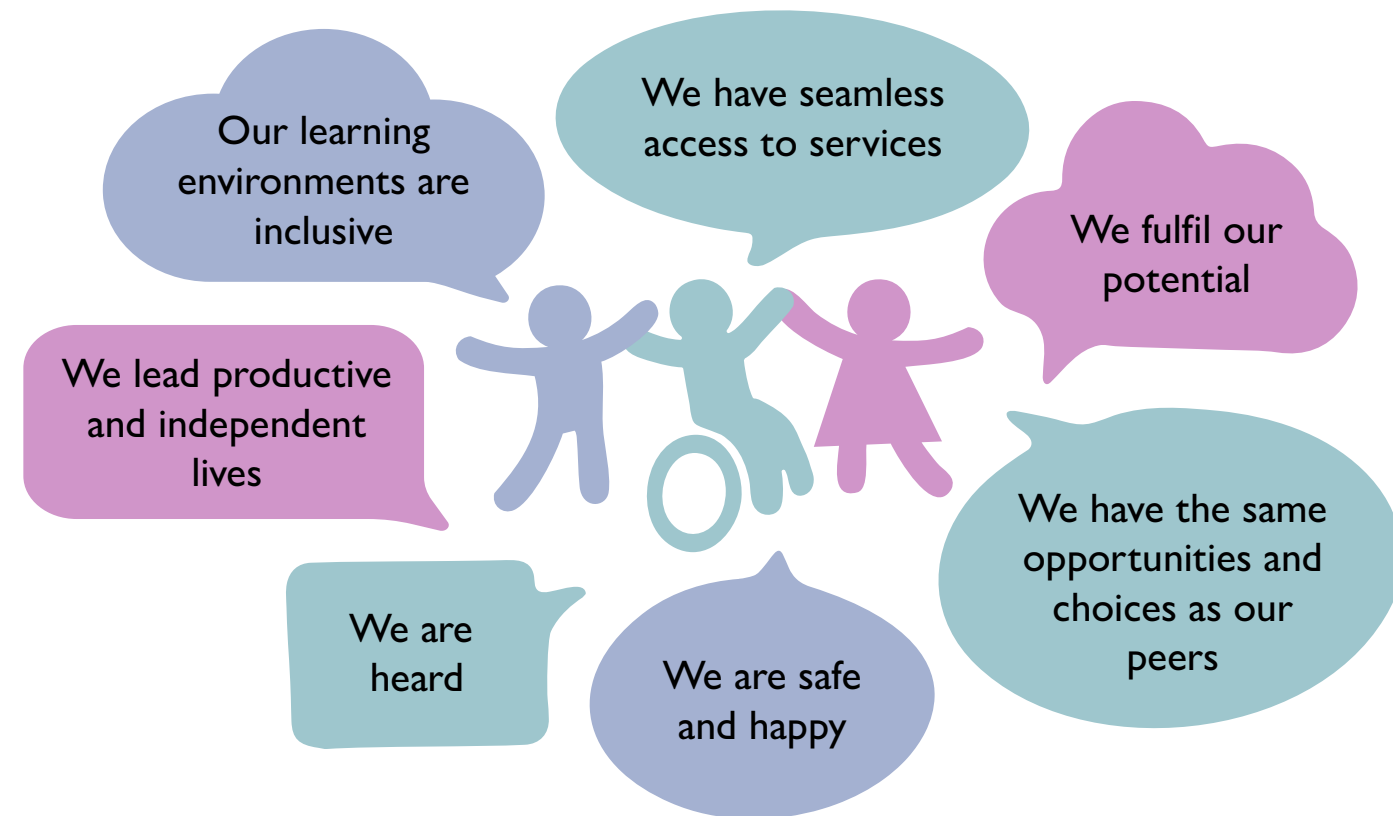 Our learning
environments are
inclusive
We have seamless
access to services
We fulfil our
potential
We lead productive
and independent
lives
We have the same
opportunities and
choices as our
peers
We are
heard
We are safe
and happy